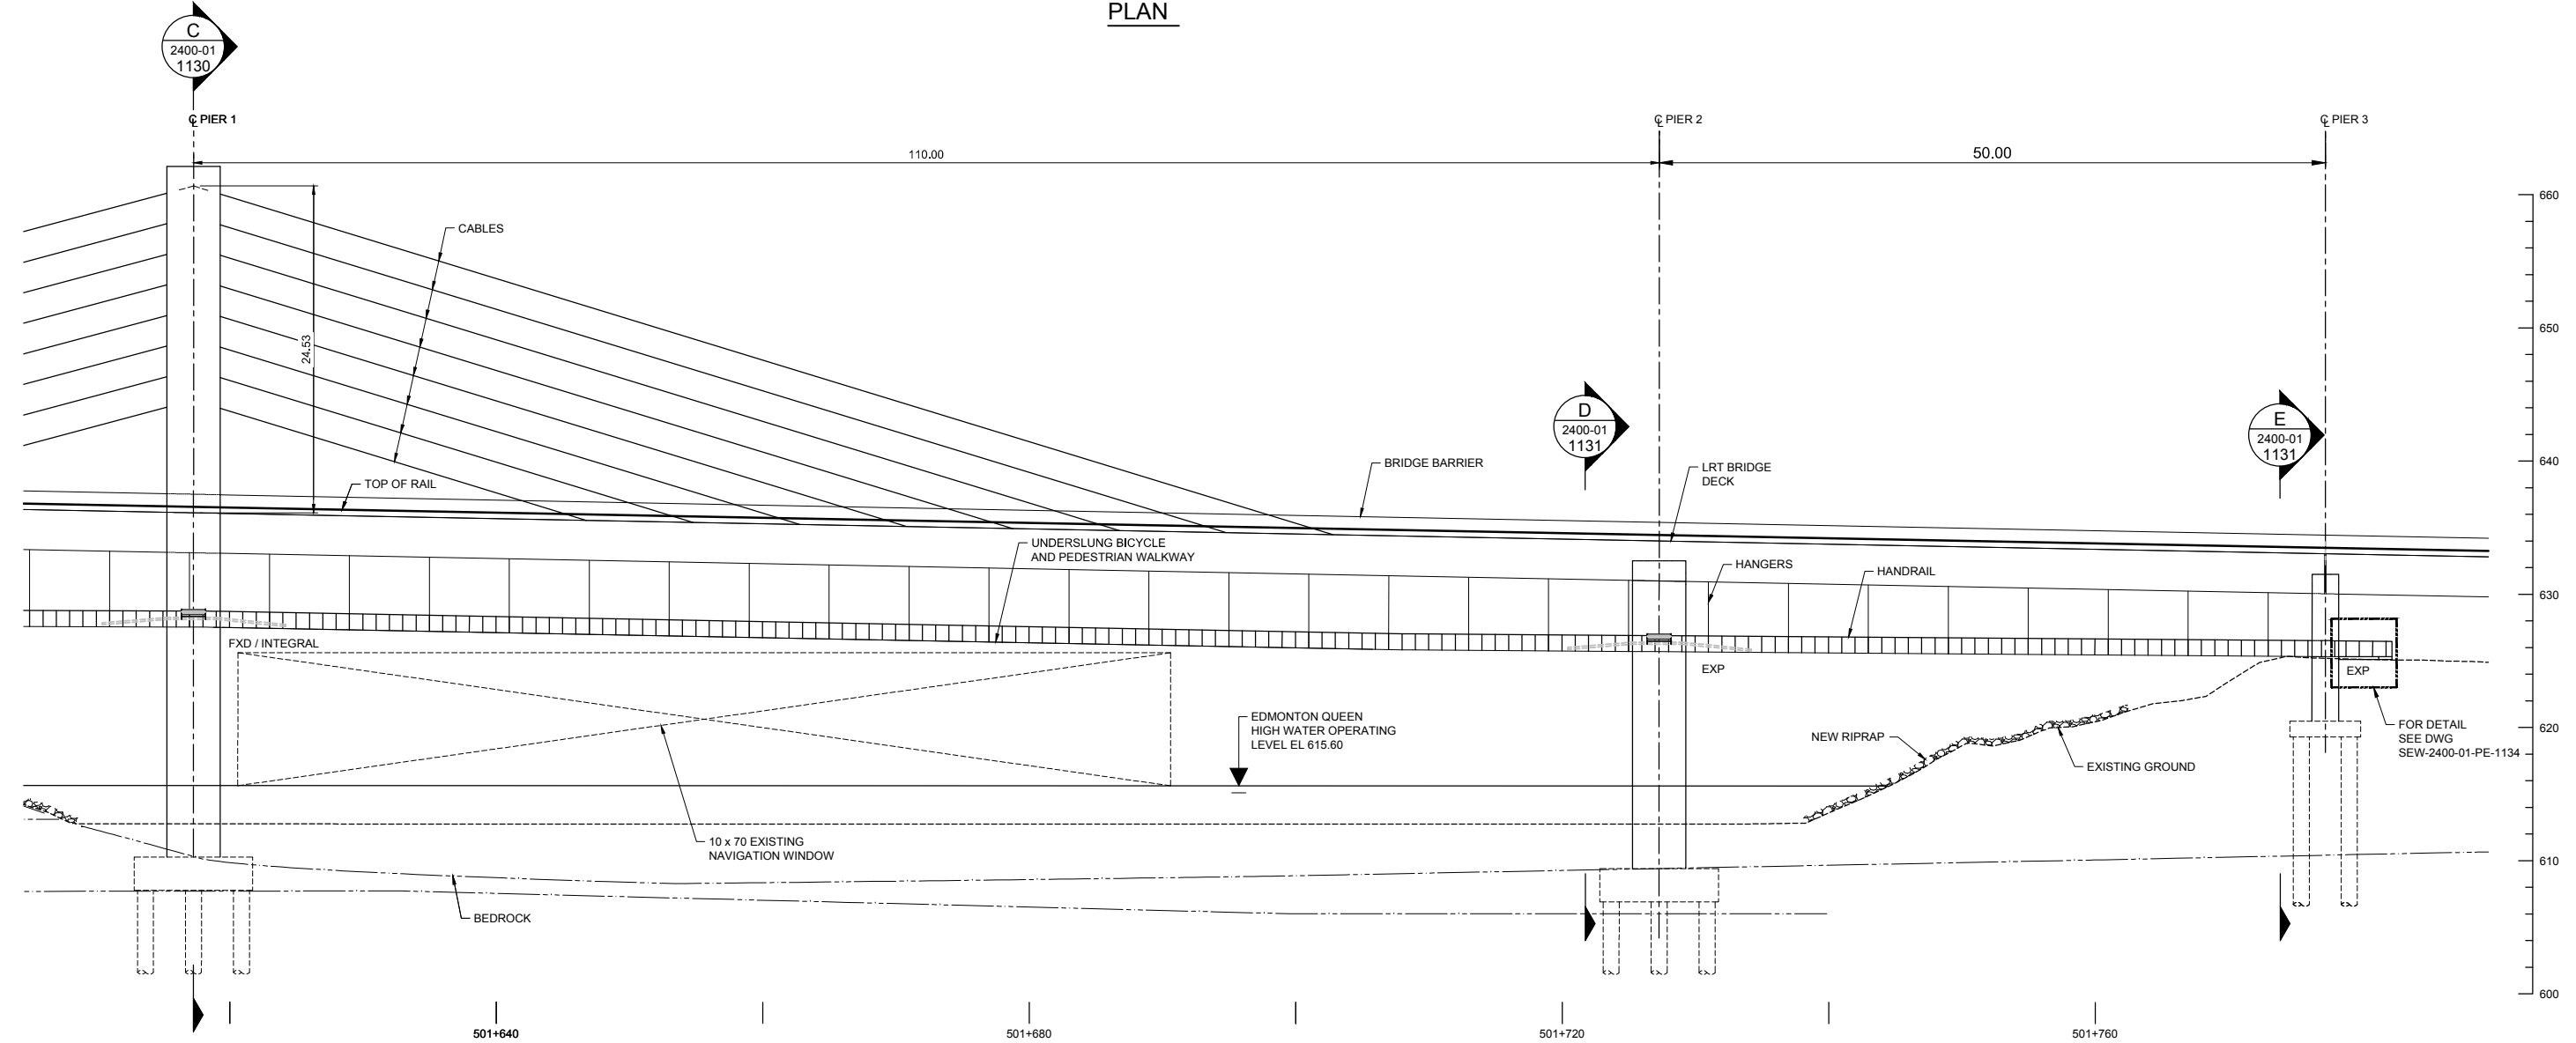 PLAN
C
2400-01
1130
℄ PIER 1
℄ PIER 2
℄ PIER 3
110.00
50.00
660
CABLES
650
24.53
D
2400-01
1131
E
2400-01
1131
640
BRIDGE BARRIER
LRT BRIDGE
DECK
TOP OF RAIL
UNDERSLUNG BICYCLE
AND PEDESTRIAN WALKWAY
HANGERS
HANDRAIL
630
FXD / INTEGRAL
EXP
EXP
EDMONTON QUEEN
HIGH WATER OPERATING
LEVEL EL 615.60
NEW RIPRAP
FOR DETAIL
SEE DWG
SEW-2400-01-PE-1134
620
EXISTING GROUND
10 x 70 EXISTING
NAVIGATION WINDOW
610
BEDROCK
600
501+640
501+680
501+720
501+760